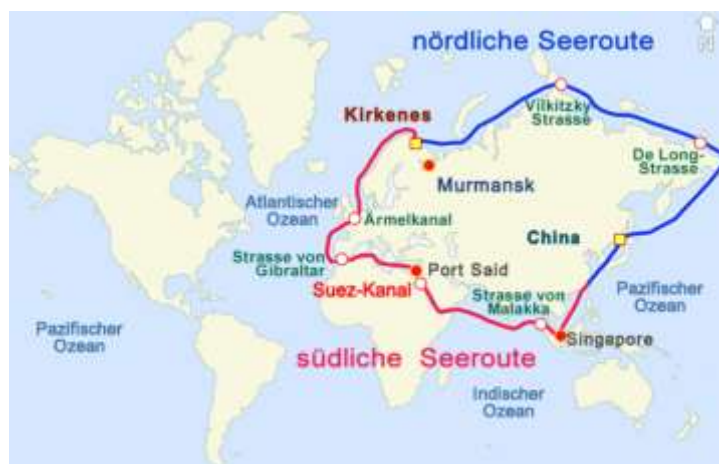 nördliche Seeroute
N
Kirkenes
Vilkitzky
Strasse
De Long-
Strasse
Murmansk
Atlantischer
Ozean
Ärmelkanal
China
Strasse von
Gibraltar
Port Said
Suez-Kanal
Strasse von
Malakka
Pazifischer
Ozean
Pazifischer
Ozean
Singapore
südliche Seeroute
Indischer
Ozean